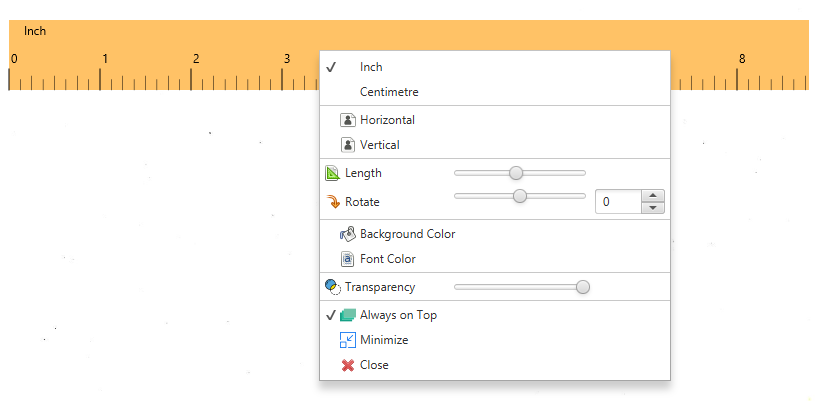 Inch
0 1 2 3 8
Inch
Centimetre
Horizontal
Vertical
Length
Rotate 0
Background Color
Font Color
Transparency
Always on Top
Minimize
Close